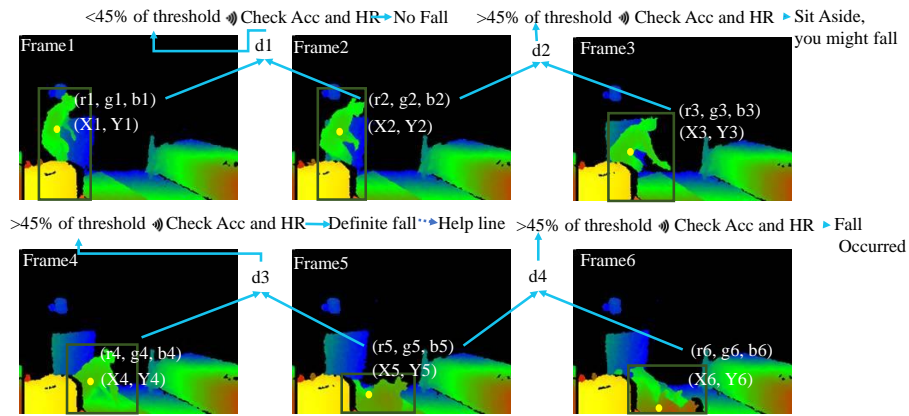 <45% of threshold Check Acc and HR No Fall
>45% of threshold Check Acc and HR Sit Aside,
you might fall
Frame1
d1
Frame2
d2
Frame3
(r1, g1, b1)
(X1, Y1)
(r2, g2, b2)
(X2, Y2)
(r3, g3, b3)
(X3, Y3)
>45% of threshold Check Acc and HR Definite fall Help line
>45% of threshold Check Acc and HR Fall
Occurred
Frame4
d3
Frame5
d4
Frame6
(r4, g4, b4)
(X4, Y4)
(r5, g5, b5)
(X5, Y5)
(r6, g6, b6)
(X6, Y6)